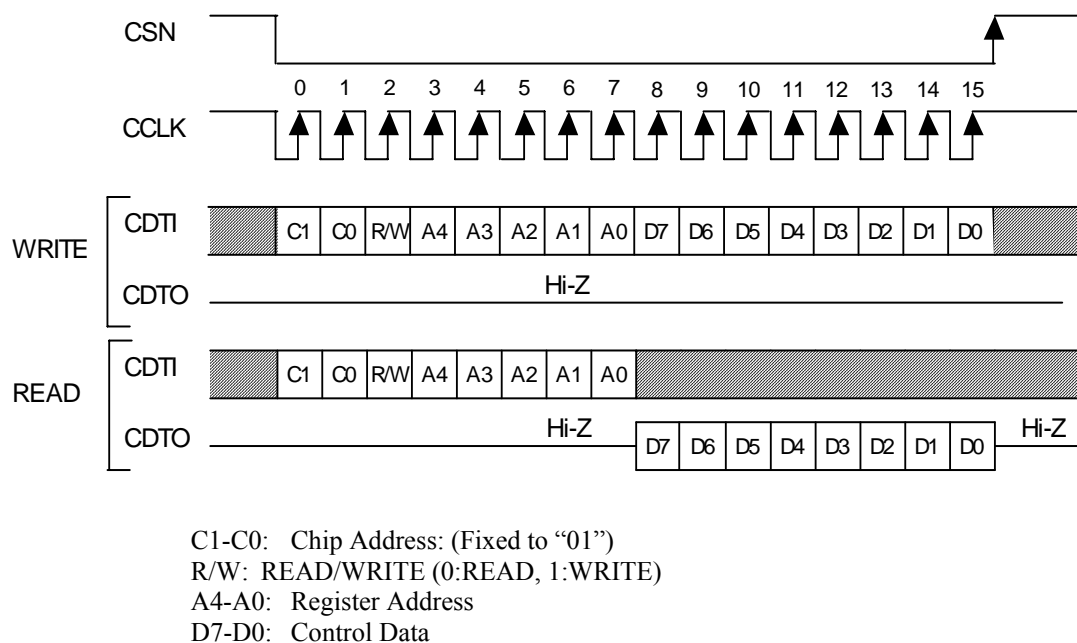 CSN
0 1 2 3 4 5 6 7 8 9 10 11 12 13 14 15
CCLK
WRITE
CDTI
C1 C0 R/W A4 A3 A2 A1 A0 D7 D6 D5 D4 D3 D2 D1 D0
Hi-Z
CDTO
READ
CDTI
C1 C0 R/W A4 A3 A2 A1 A0
CDTO
Hi-Z
D7 D6 D5 D4 D3 D2 D1 D0
Hi-Z
C1-C0: Chip Address: (Fixed to “01”)
R/W: READ/WRITE (0:READ, 1:WRITE)
A4-A0: Register Address
D7-D0: Control Data